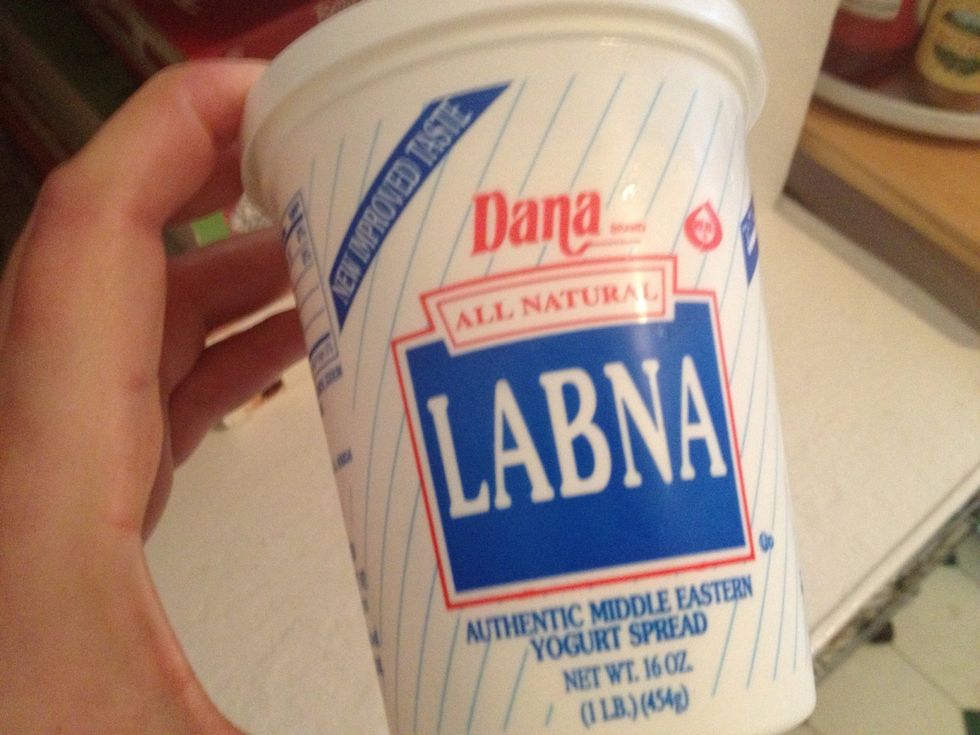 NEW IMPROVED TASTE
Dana
ALL NATURAL
LABNA
AUTHENTIC MIDDLE EASTERN
YOGURT SPREAD
NET WT. 16 OZ.
(1 LB.) (454g)